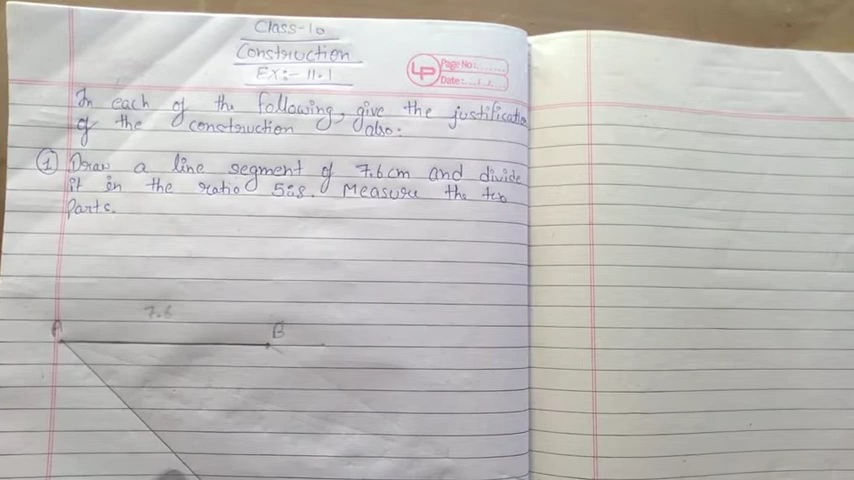 Class-10
Construction
Ex:- 11.1
LP
Page No:.......
Date:.../.../...
In each of the following, give the justification
of the construction also:
① Draw a line segment of 7.6cm and divide
it in the ratio 5:8. Measure the two
parts.
7.6
A
B